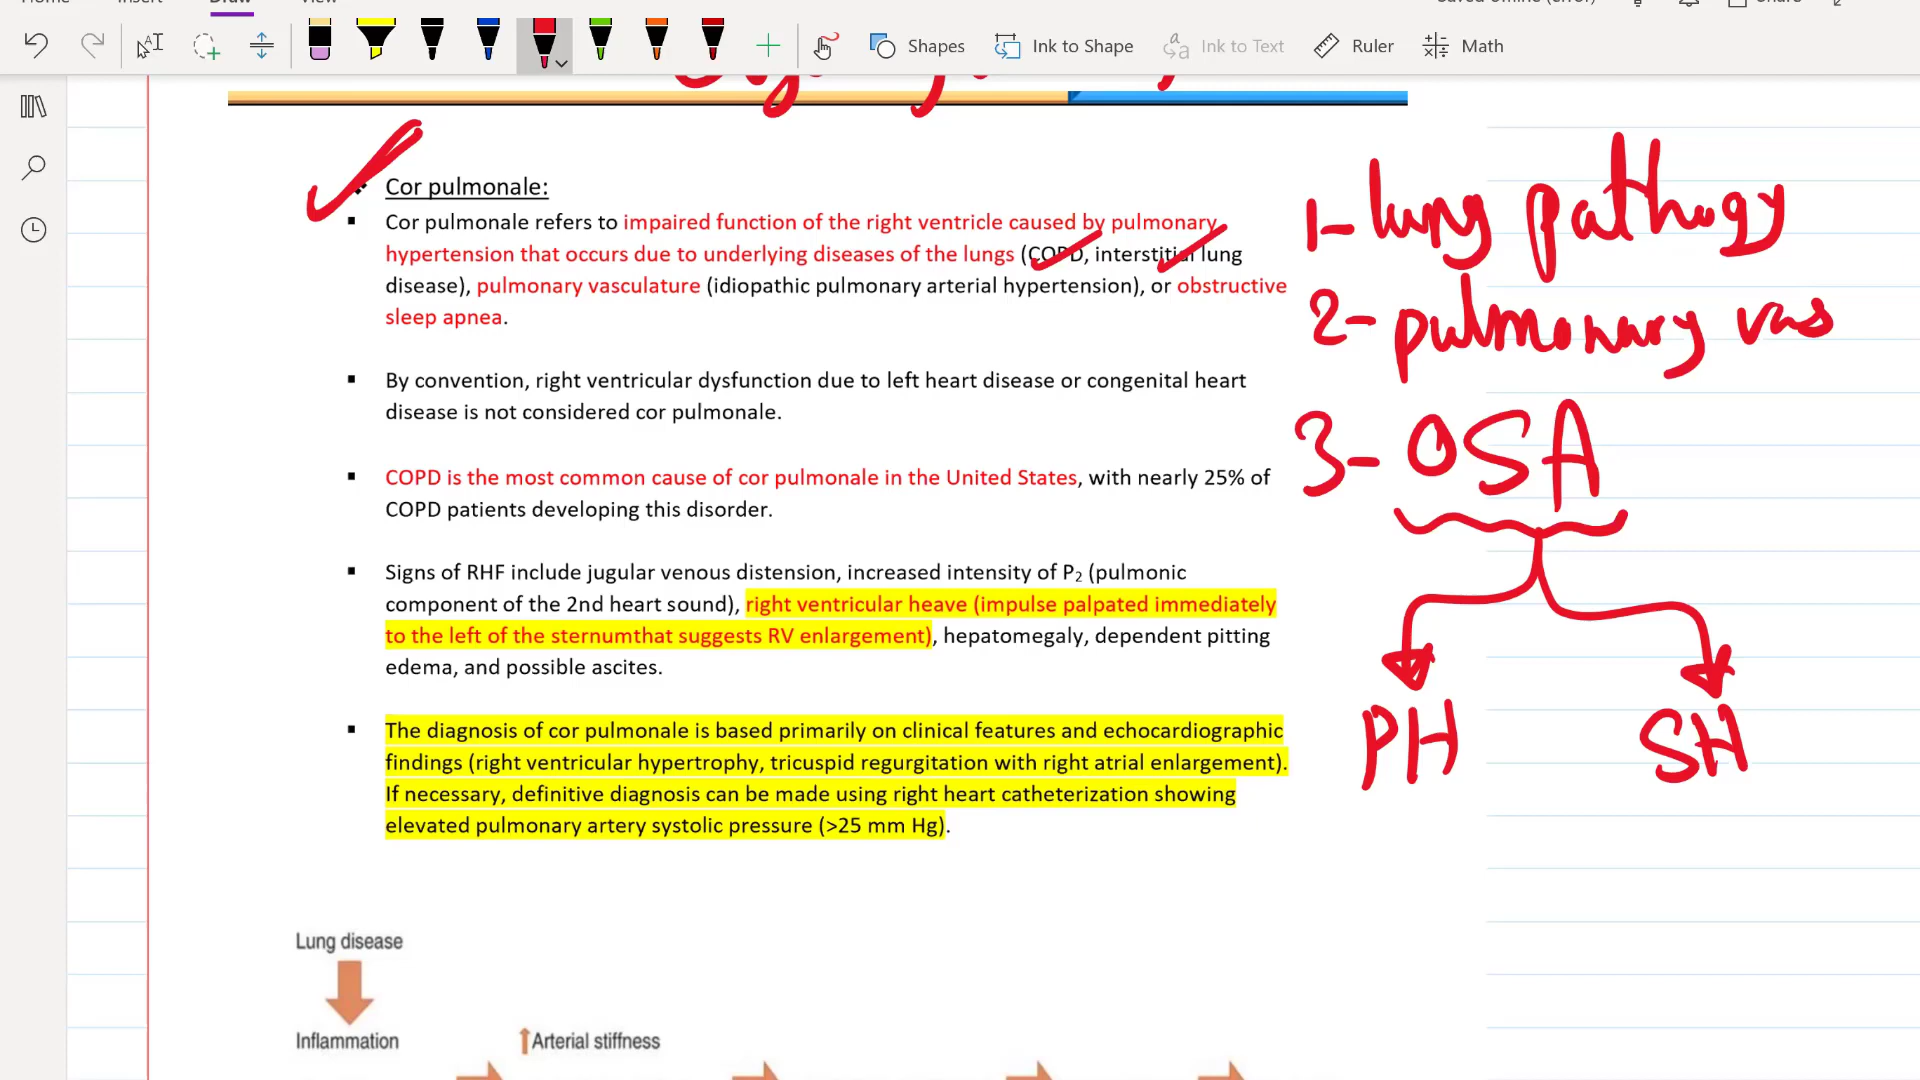 Shapes
Ink to Shape
Ink to Text
Ruler
Math
Cor pulmonale:
Cor pulmonale refers to impaired function of the right ventricle caused by pulmonary
hypertension that occurs due to underlying diseases of the lungs (COPD, interstitial lung
disease), pulmonary vasculature (idiopathic pulmonary arterial hypertension), or obstructive
sleep apnea.
By convention, right ventricular dysfunction due to left heart disease or congenital heart
disease is not considered cor pulmonale.
COPD is the most common cause of cor pulmonale in the United States, with nearly 25% of
COPD patients developing this disorder.
Signs of RHF include jugular venous distension, increased intensity of P₂ (pulmonic
component of the 2nd heart sound), right ventricular heave (impulse palpated immediately
to the left of the sternumthat suggests RV enlargement), hepatomegaly, dependent pitting
edema, and possible ascites.
The diagnosis of cor pulmonale is based primarily on clinical features and echocardiographic
findings (right ventricular hypertrophy, tricuspid regurgitation with right atrial enlargement).
If necessary, definitive diagnosis can be made using right heart catheterization showing
elevated pulmonary artery systolic pressure (>25 mm Hg).
1- lung pathogy
2- pulmonary vas
3- OSA
PH
SH
Lung disease
Inflammation
Arterial stiffness